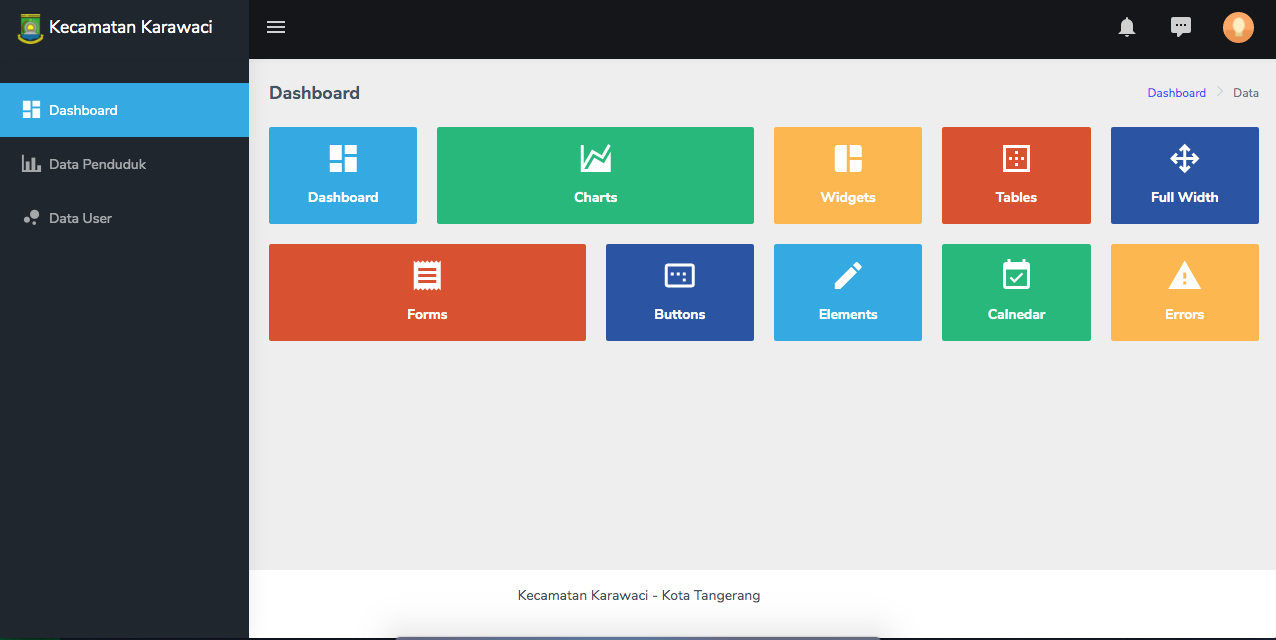 Kecamatan Karawaci
Dashboard
Data Penduduk
Data User
Dashboard
Dashboard > Data
Dashboard
Charts
Widgets
Tables
Full Width
Forms
Buttons
Elements
Calnedar
Errors
Kecamatan Karawaci - Kota Tangerang